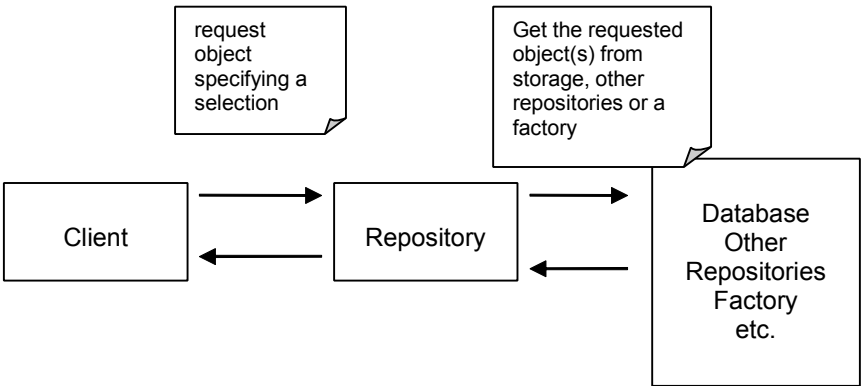 request
object
specifying a
selection
Get the requested
object(s) from
storage, other
repositories or a
factory
Client
Repository
Database
Other
Repositories
Factory
etc.